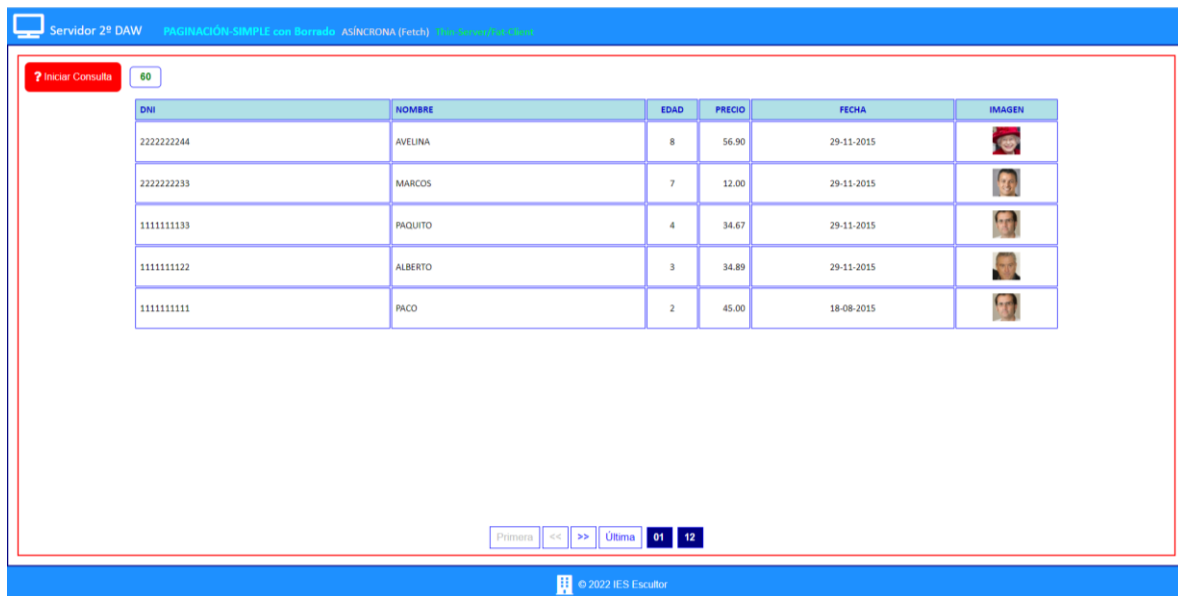 Servidor 2º DAW PAGINACIÓN-SIMPLE con Borrado ASÍNCRONA (Fetch) Thin-Server/Fat-Client
? Iniciar Consulta 60
DNI NOMBRE EDAD PRECIO FECHA IMAGEN
2222222244 AVELINA 8 56.90 29-11-2015
2222222233 MARCOS 7 12.00 29-11-2015
1111111133 PAQUITO 4 34.67 29-11-2015
1111111122 ALBERTO 3 34.89 29-11-2015
1111111111 PACO 2 45.00 18-08-2015
Primera << >> Última 01 12
© 2022 IES Escultor